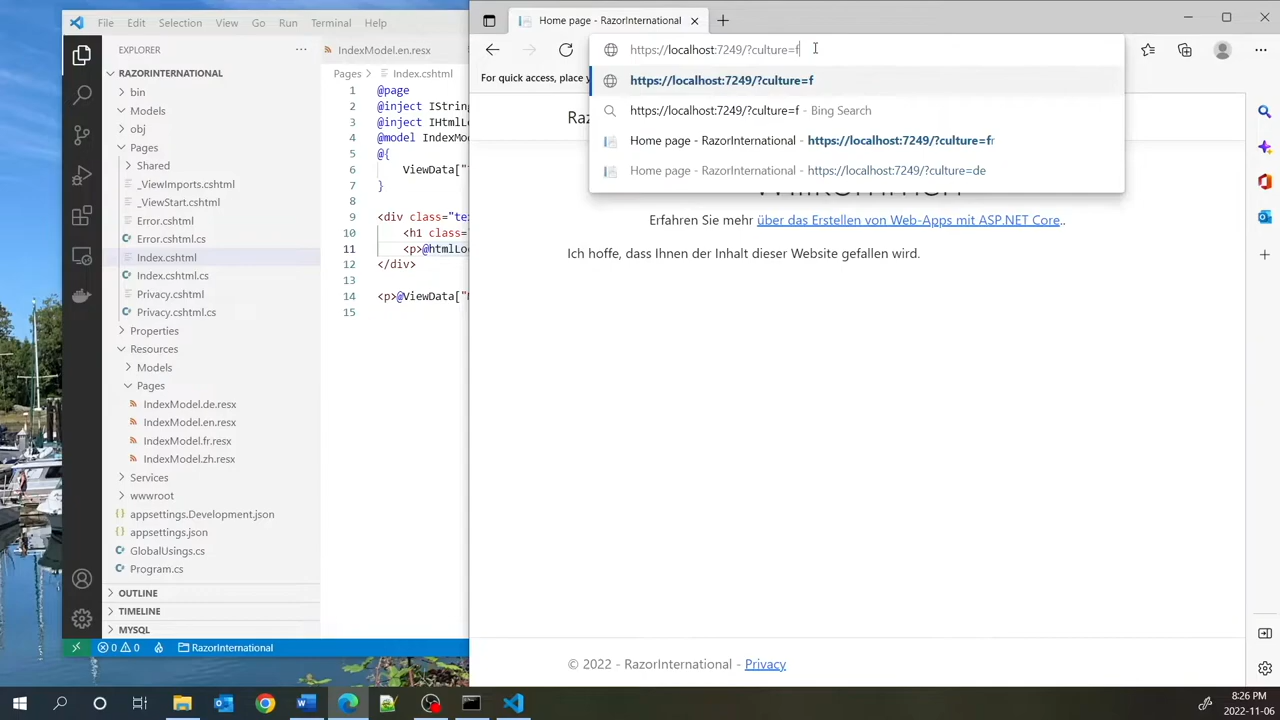 File Edit Selection View Go Run Terminal Help
EXPLORER
RAZORINTERNATIONAL
bin
Models
obj
Pages
Shared
_ViewImports.cshtml
_ViewStart.cshtml
Error.cshtml
Error.cshtml.cs
Index.cshtml
Index.cshtml.cs
Privacy.cshtml
Privacy.cshtml.cs
Properties
Resources
Models
Pages
IndexModel.de.resx
IndexModel.en.resx
IndexModel.fr.resx
IndexModel.zh.resx
Services
wwwroot
appsettings.Development.json
appsettings.json
GlobalUsings.cs
Program.cs
OUTLINE
TIMELINE
MYSQL
0 0 RazorInternational
IndexModel.en.resx
Pages > Index.cshtml
1 @page
2 @inject IString
3 @inject IHtmlLo
4 @model IndexMod
5 @{
6 ViewData["
7 }
8
9 <div class="te
10 <h1 class="
11 <p>@htmlLo
12 </div>
13
14 <p>@ViewData["
15
Home page - RazorInternational
https://localhost:7249/?culture=f
For quick access, place y
https://localhost:7249/?culture=f
https://localhost:7249/?culture=f - Bing Search
Home page - RazorInternational - https://localhost:7249/?culture=fr
Home page - RazorInternational - https://localhost:7249/?culture=de
Raz
Willkommen
Erfahren Sie mehr über das Erstellen von Web-Apps mit ASP.NET Core..
Ich hoffe, dass Ihnen der Inhalt dieser Website gefallen wird.
© 2022 - RazorInternational - Privacy
8:26 PM
2022-11-06